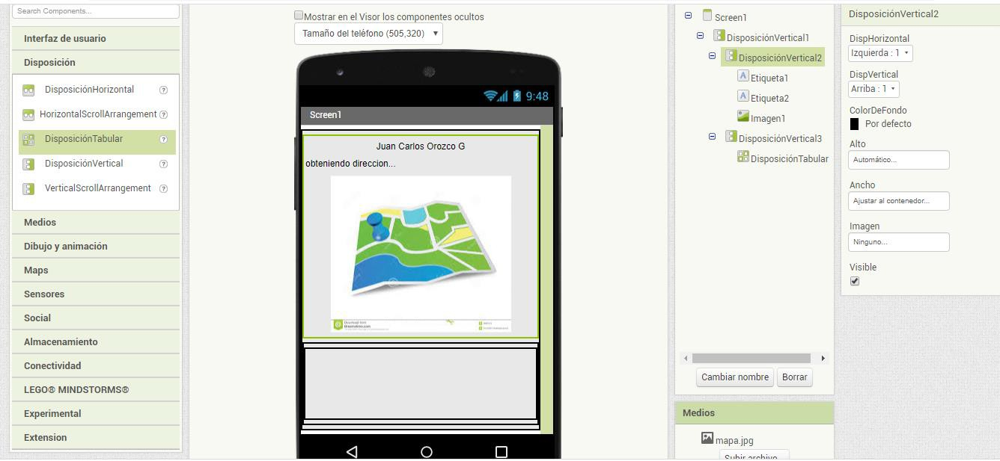 Search Components...
Interfaz de usuario
Disposición
DisposiciónHorizontal ?
HorizontalScrollArrangement ?
DisposiciónTabular ?
DisposiciónVertical ?
VerticalScrollArrangement ?
Medios
Dibujo y animación
Maps
Sensores
Social
Almacenamiento
Conectividad
LEGO® MINDSTORMS®
Experimental
Extension
Mostrar en el Visor los componentes ocultos
Tamaño del teléfono (505,320)
9:48
Screen1
Juan Carlos Orozco G
obteniendo direccion...
Download from
dreamstime.com
Screen1
DisposiciónVertical1
DisposiciónVertical2
A Etiqueta1
A Etiqueta2
Imagen1
DisposiciónVertical3
DisposiciónTabular
Cambiar nombre Borrar
Medios
mapa.jpg
Subir archivo
DisposiciónVertical2
DispHorizontal
Izquierda : 1
DispVertical
Arriba : 1
ColorDeFondo
Por defecto
Alto
Automático...
Ancho
Ajustar al contenedor...
Imagen
Ninguno...
Visible